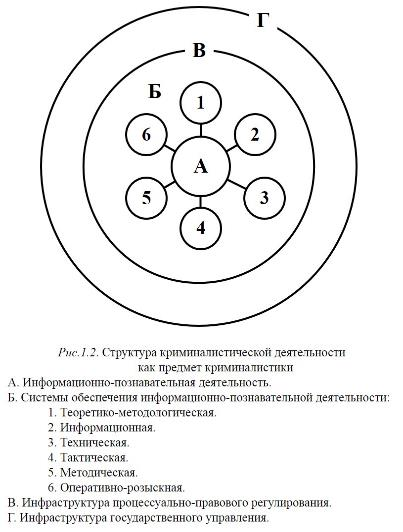 Г
В
Б
1
6
2
А
5
3
4
Рис.1.2. Структура криминалистической деятельности
как предмет криминалистики
А. Информационно-познавательная деятельность.
Б. Системы обеспечения информационно-познавательной деятельности:
1. Теоретико-методологическая.
2. Информационная.
3. Техническая.
4. Тактическая.
5. Методическая.
6. Оперативно-розыскная.
В. Инфраструктура процессуально-правового регулирования.
Г. Инфраструктура государственного управления.